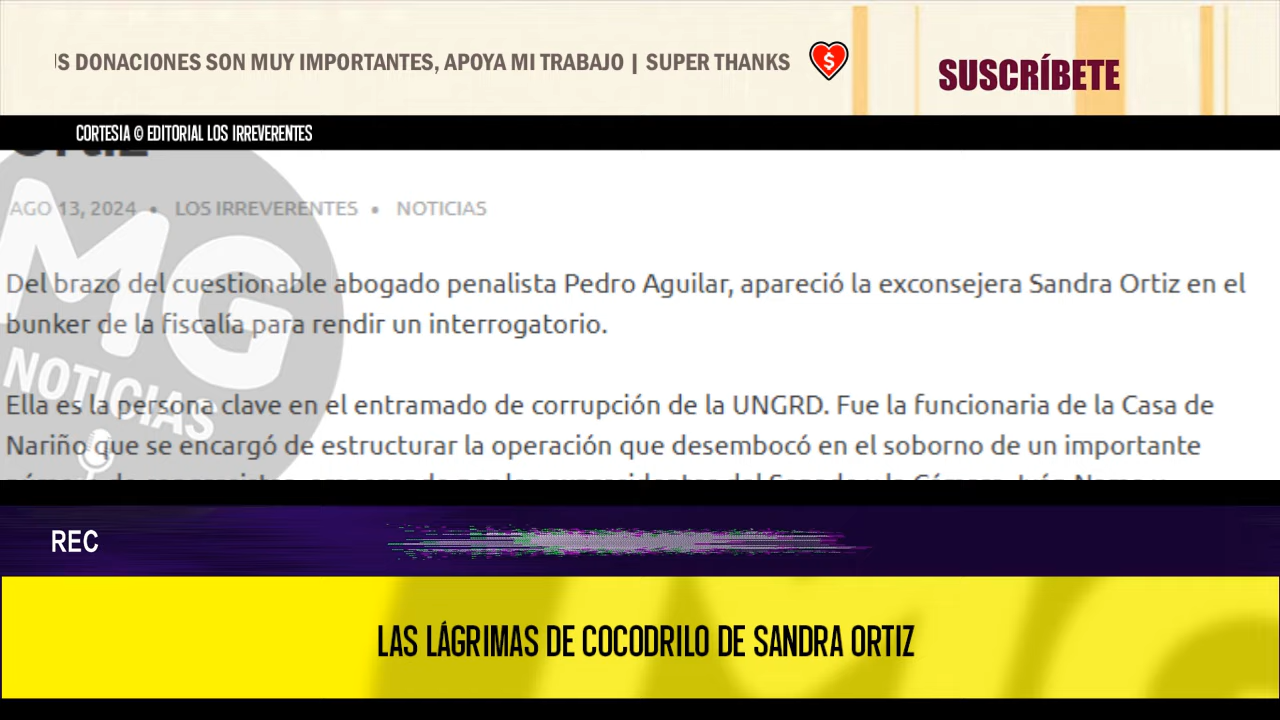 S DONACIONES SON MUY IMPORTANTES, APOYA MI TRABAJO | SUPER THANKS
SUSCRÍBETE
CORTESIA © EDITORIAL LOS IRREVERENTES
AGO 13, 2024 • LOS IRREVERENTES • NOTICIAS
Del brazo del cuestionable abogado penalista Pedro Aguilar, apareció la exconsejera Sandra Ortiz en el
bunker de la fiscalía para rendir un interrogatorio.
Ella es la persona clave en el entramado de corrupción de la UNGRD. Fue la funcionaria de la Casa de
Nariño que se encargó de estructurar la operación que desembocó en el soborno de un importante
MG
NOTICIAS
REC
LAS LÁGRIMAS DE COCODRILO DE SANDRA ORTIZ